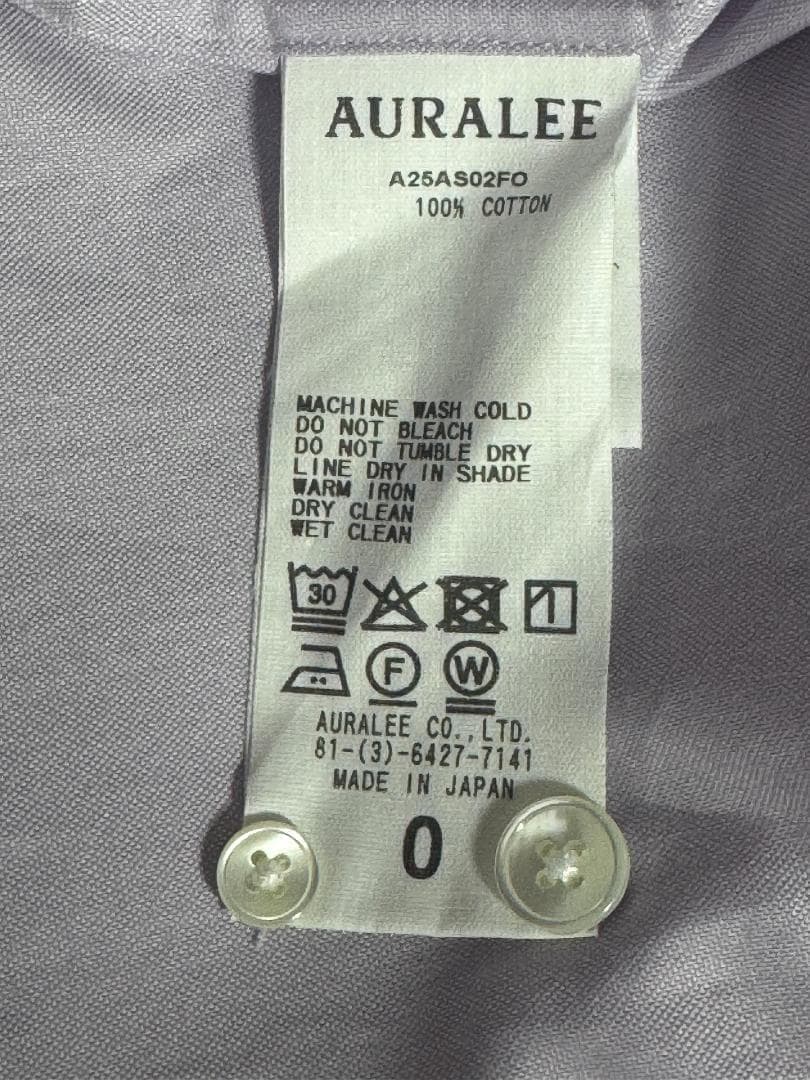 AURALEE
A25AS02FO
100% COTTON
MACHINE WASH COLD
DO NOT BLEACH
DO NOT TUMBLE DRY
LINE DRY IN SHADE
WARM IRON
DRY CLEAN
WET CLEAN
30
F W
AURALEE CO.,LTD.
81-(3)-6427-7141
MADE IN JAPAN
0